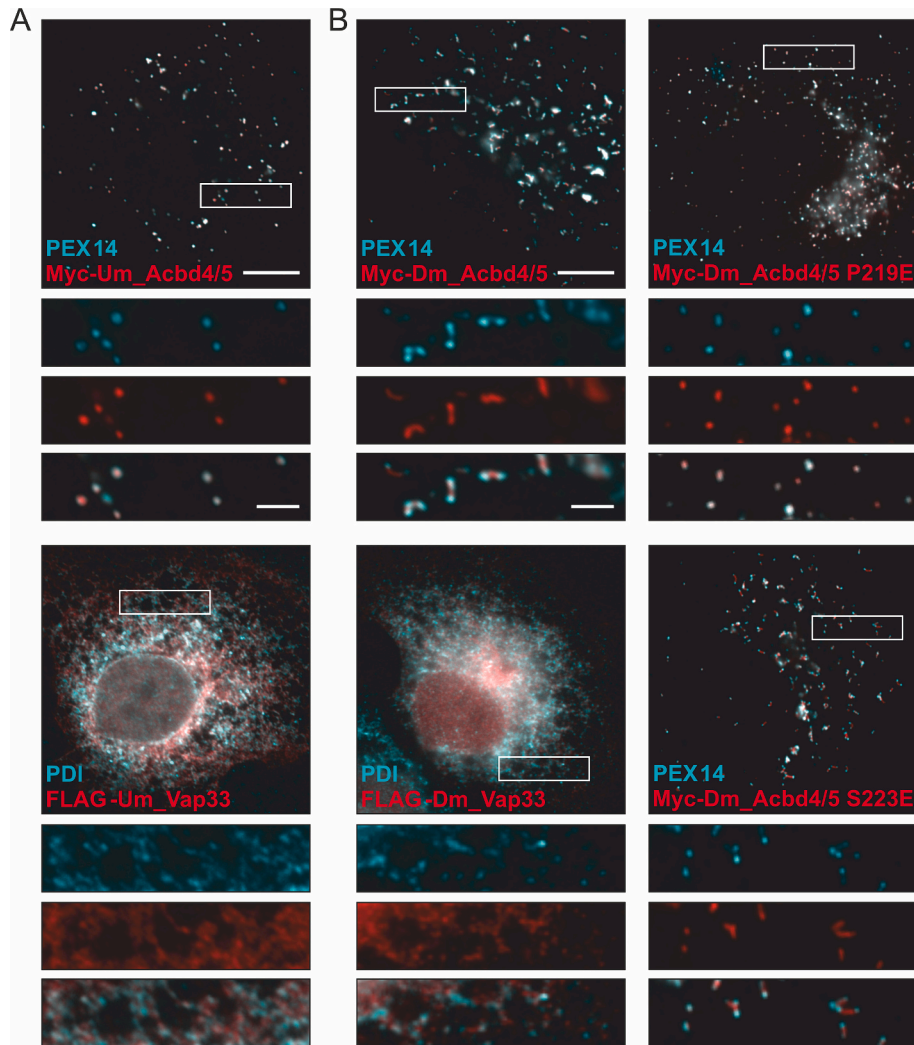 A
B
PEX14
Myc-Um_Acbd4/5
PEX14
Myc-Dm_Acbd4/5
PEX14
Myc-Dm_Acbd4/5 P219E
PDI
FLAG-Um_Vap33
PDI
FLAG-Dm_Vap33
PEX14
Myc-Dm_Acbd4/5 S223E